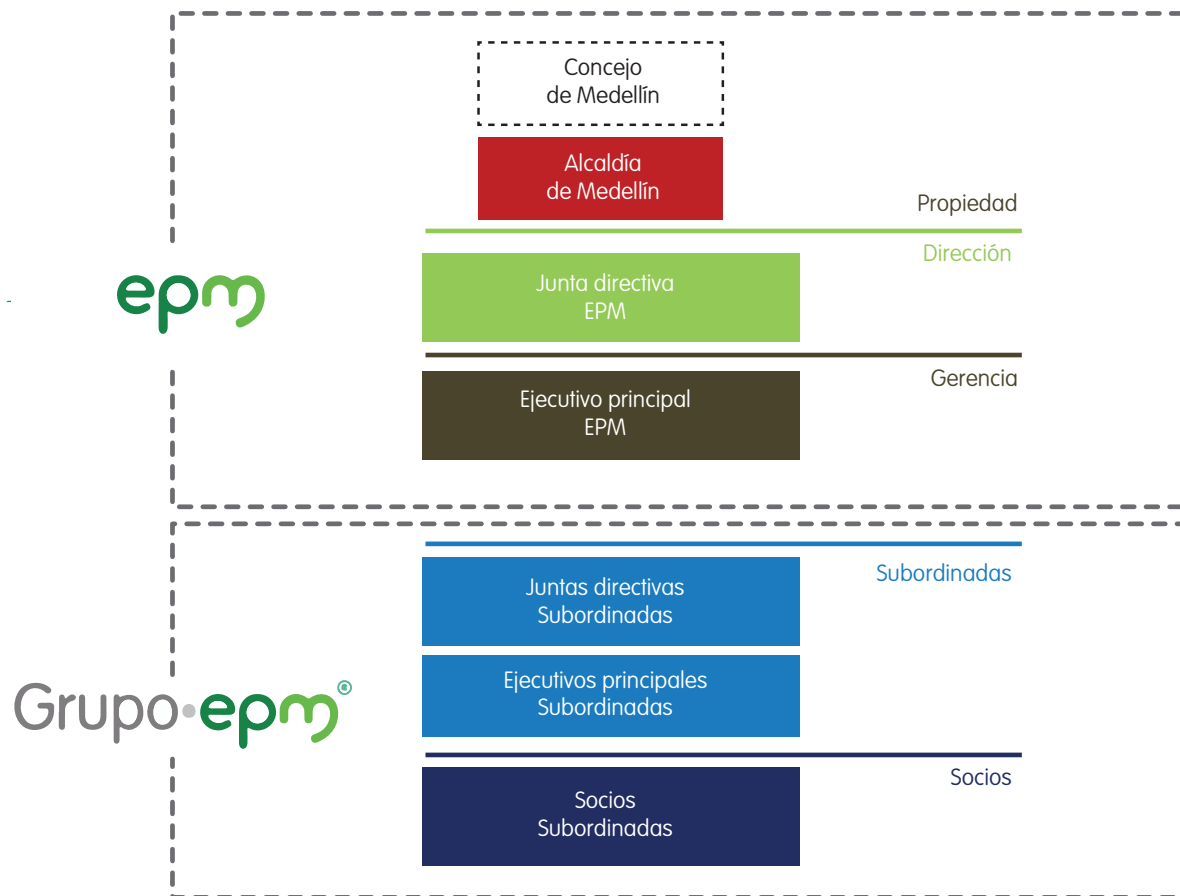 Concejo
de Medellín
Alcaldía
de Medellín
Propiedad
Dirección
epm
Junta directiva
EPM
Gerencia
Ejecutivo principal
EPM
Subordinadas
Juntas directivas
Subordinadas
Ejecutivos principales
Subordinadas
Grupo·epm®
Socios
Socios
Subordinadas